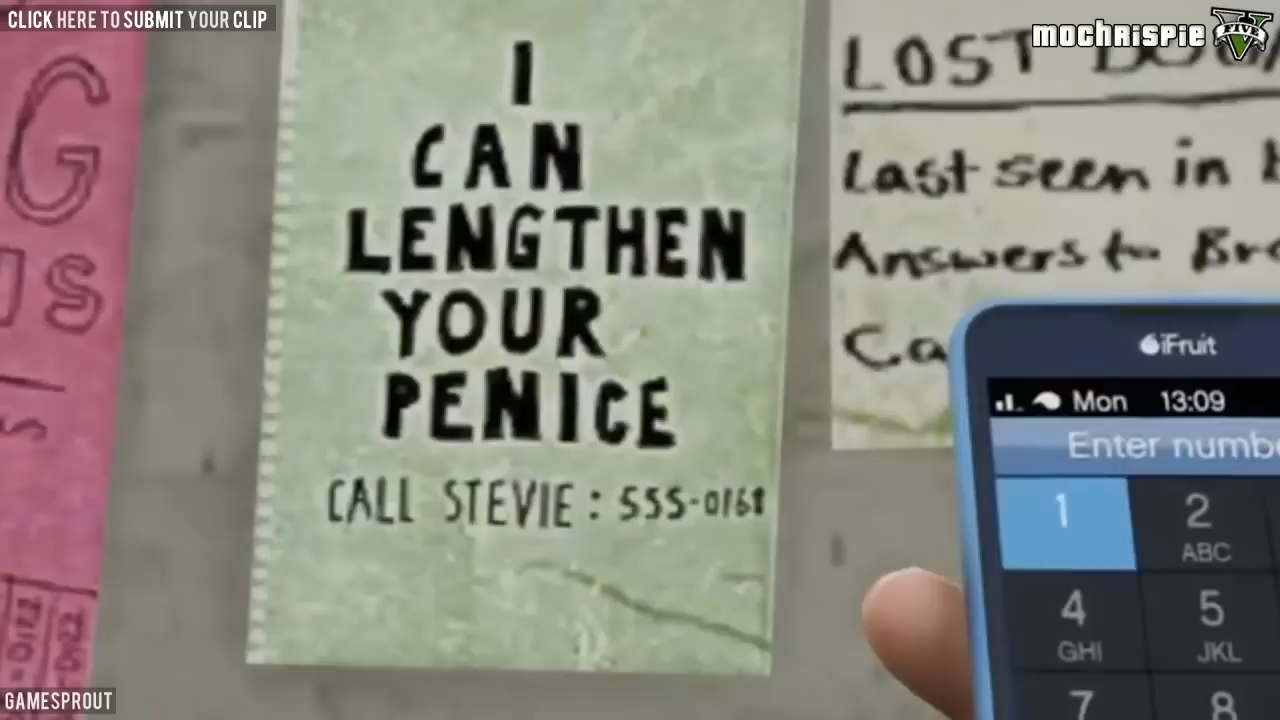 CLICK HERE TO SUBMIT YOUR CLIP
MOCHRISPIE
FIVE
G
I
CAN
LENGTHEN
YOUR
PENICE
CALL STEVIE: 555-0168
LOST
Last seen in
Answers to
iFruit
Mon 13:09
Enter
1 2
ABC
4 5
GHI JKL
7 8
GAMESPROUT